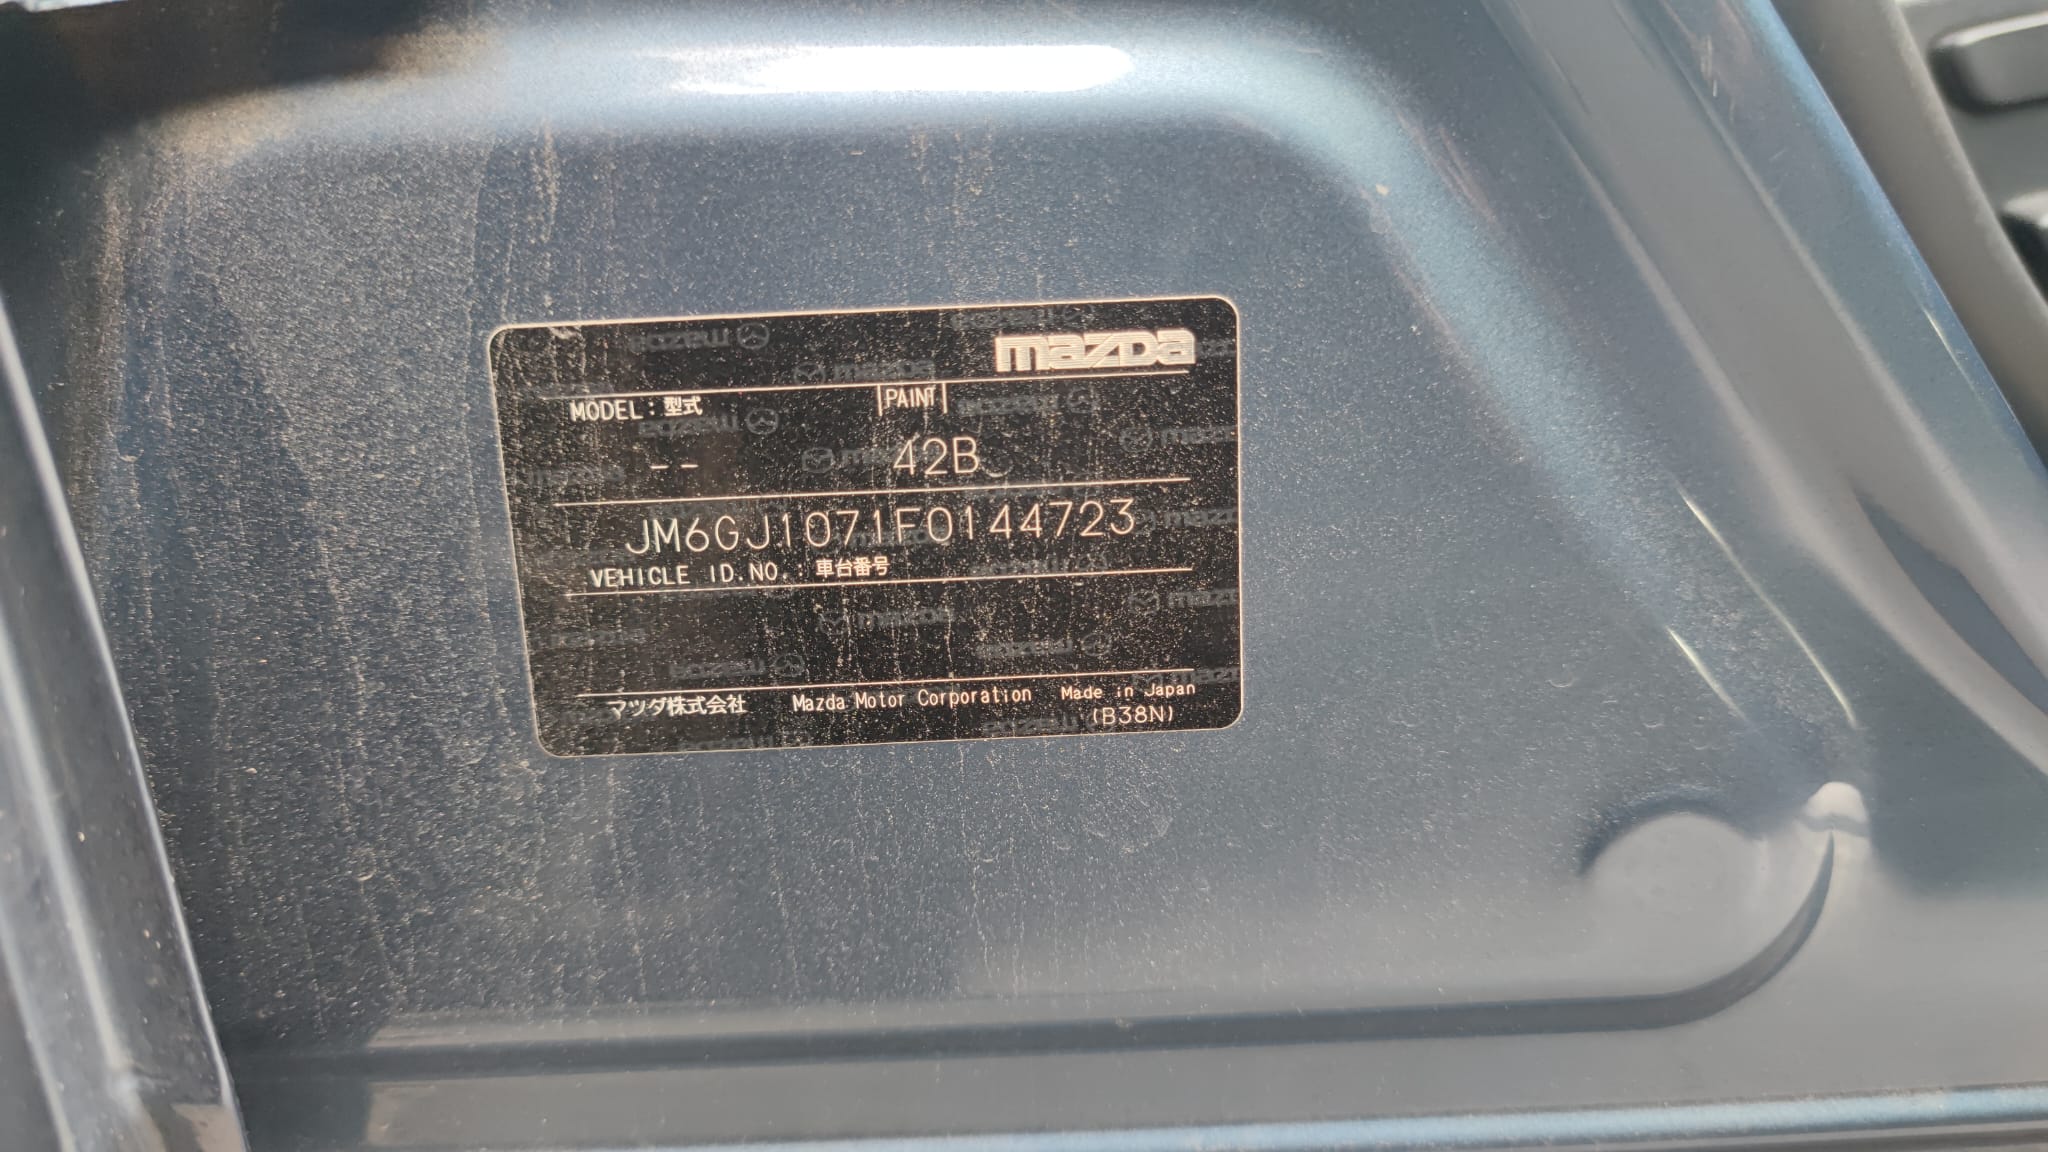 mazda
MODEL：型式 PAINT
-- 42B
JM6GJ1071F0144723
VEHICLE ID.NO.：車台番号
マツダ株式会社 Mazda Motor Corporation Made in Japan
(B38N)